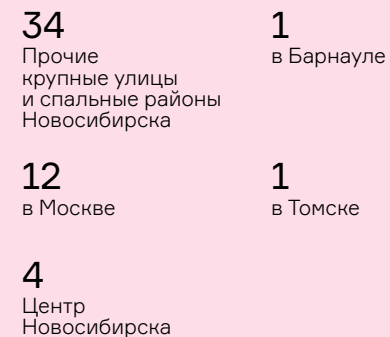 34
Прочие
крупные улицы
и спальные районы
Новосибирска
1
в Барнауле
12
в Москве
1
в Томске
4
Центр
Новосибирска